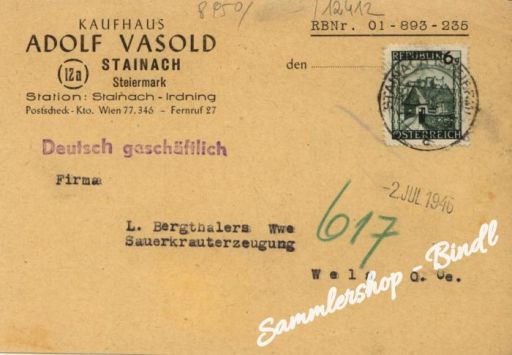 8950/ 12412
KAUFHAUS
ADOLF VASOLD
12a STAINACH
Steiermark
Station: Stainach-Irdning
Postscheck-Kto. Wien 77.346 - Fernruf 27
RBNr. 01-893-235
den
REPUBLIK 6g
ÖSTERREICH
Deutsch geschäftlich
Firma
-2. JUL 1946
L. Bergthalers Wwe
Sauerkrauterzeugung
617
Wels O. Oe.
Sammlershop - Bindl